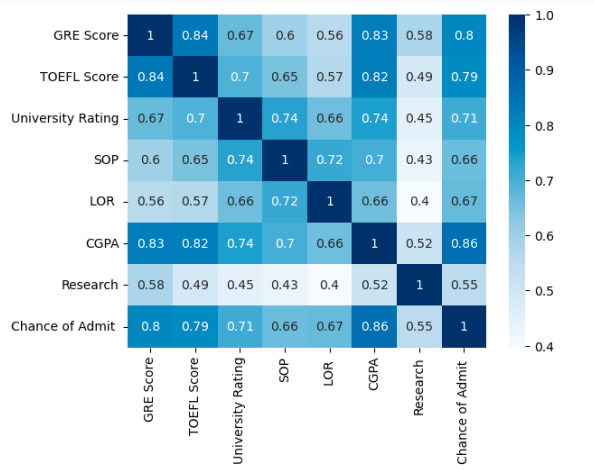 GRE Score 1 0.84 0.67 0.6 0.56 0.83 0.58 0.8
TOEFL Score 0.84 1 0.7 0.65 0.57 0.82 0.49 0.79
University Rating 0.67 0.7 1 0.74 0.66 0.74 0.45 0.71
SOP 0.6 0.65 0.74 1 0.72 0.7 0.43 0.66
LOR 0.56 0.57 0.66 0.72 1 0.66 0.4 0.67
CGPA 0.83 0.82 0.74 0.7 0.66 1 0.52 0.86
Research 0.58 0.49 0.45 0.43 0.4 0.52 1 0.55
Chance of Admit 0.8 0.79 0.71 0.66 0.67 0.86 0.55 1
GRE Score
TOEFL Score
University Rating
SOP
LOR
CGPA
Research
Chance of Admit
1.0
0.9
0.8
0.7
0.6
0.5
0.4